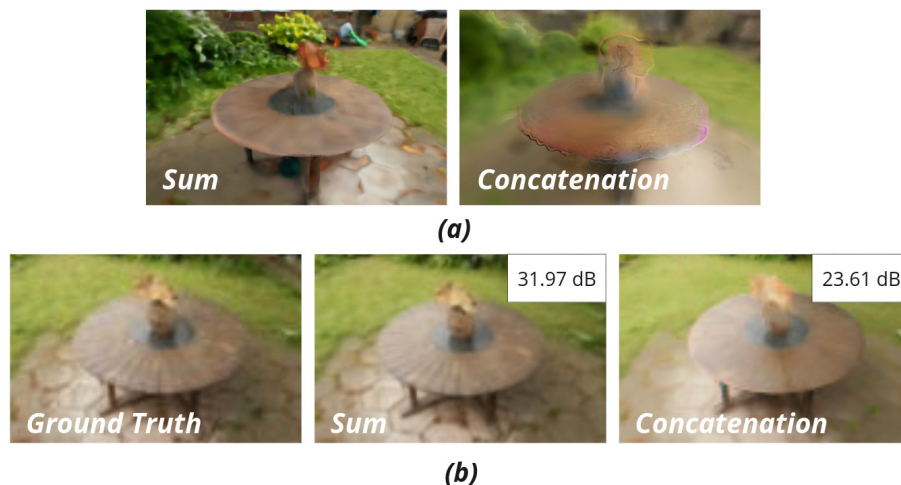 Sum
Concatenation
(a)
31.97 dB
23.61 dB
Ground Truth
Sum
Concatenation
(b)